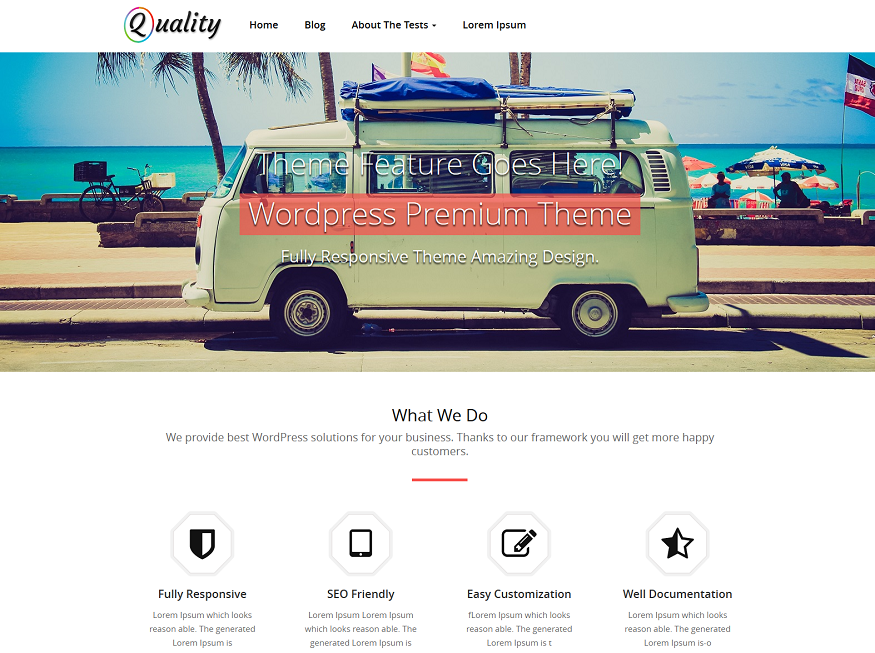 Quality
Home Blog About The Tests Lorem Ipsum
Theme Feature Goes Here!
Wordpress Premium Theme
Fully Responsive Theme Amazing Design.
What We Do
We provide best WordPress solutions for your business. Thanks to our framework you will get more happy
customers.
Fully Responsive
Lorem Ipsum which looks
reason able. The generated
Lorem Ipsum is
SEO Friendly
Lorem Ipsum Lorem Ipsum
which looks reason able. The
generated Lorem Ipsum is
Easy Customization
fLorem Ipsum which looks
reason able. The generated
Lorem Ipsum is t
Well Documentation
Lorem Ipsum which looks
reason able. The generated
Lorem Ipsum is-o